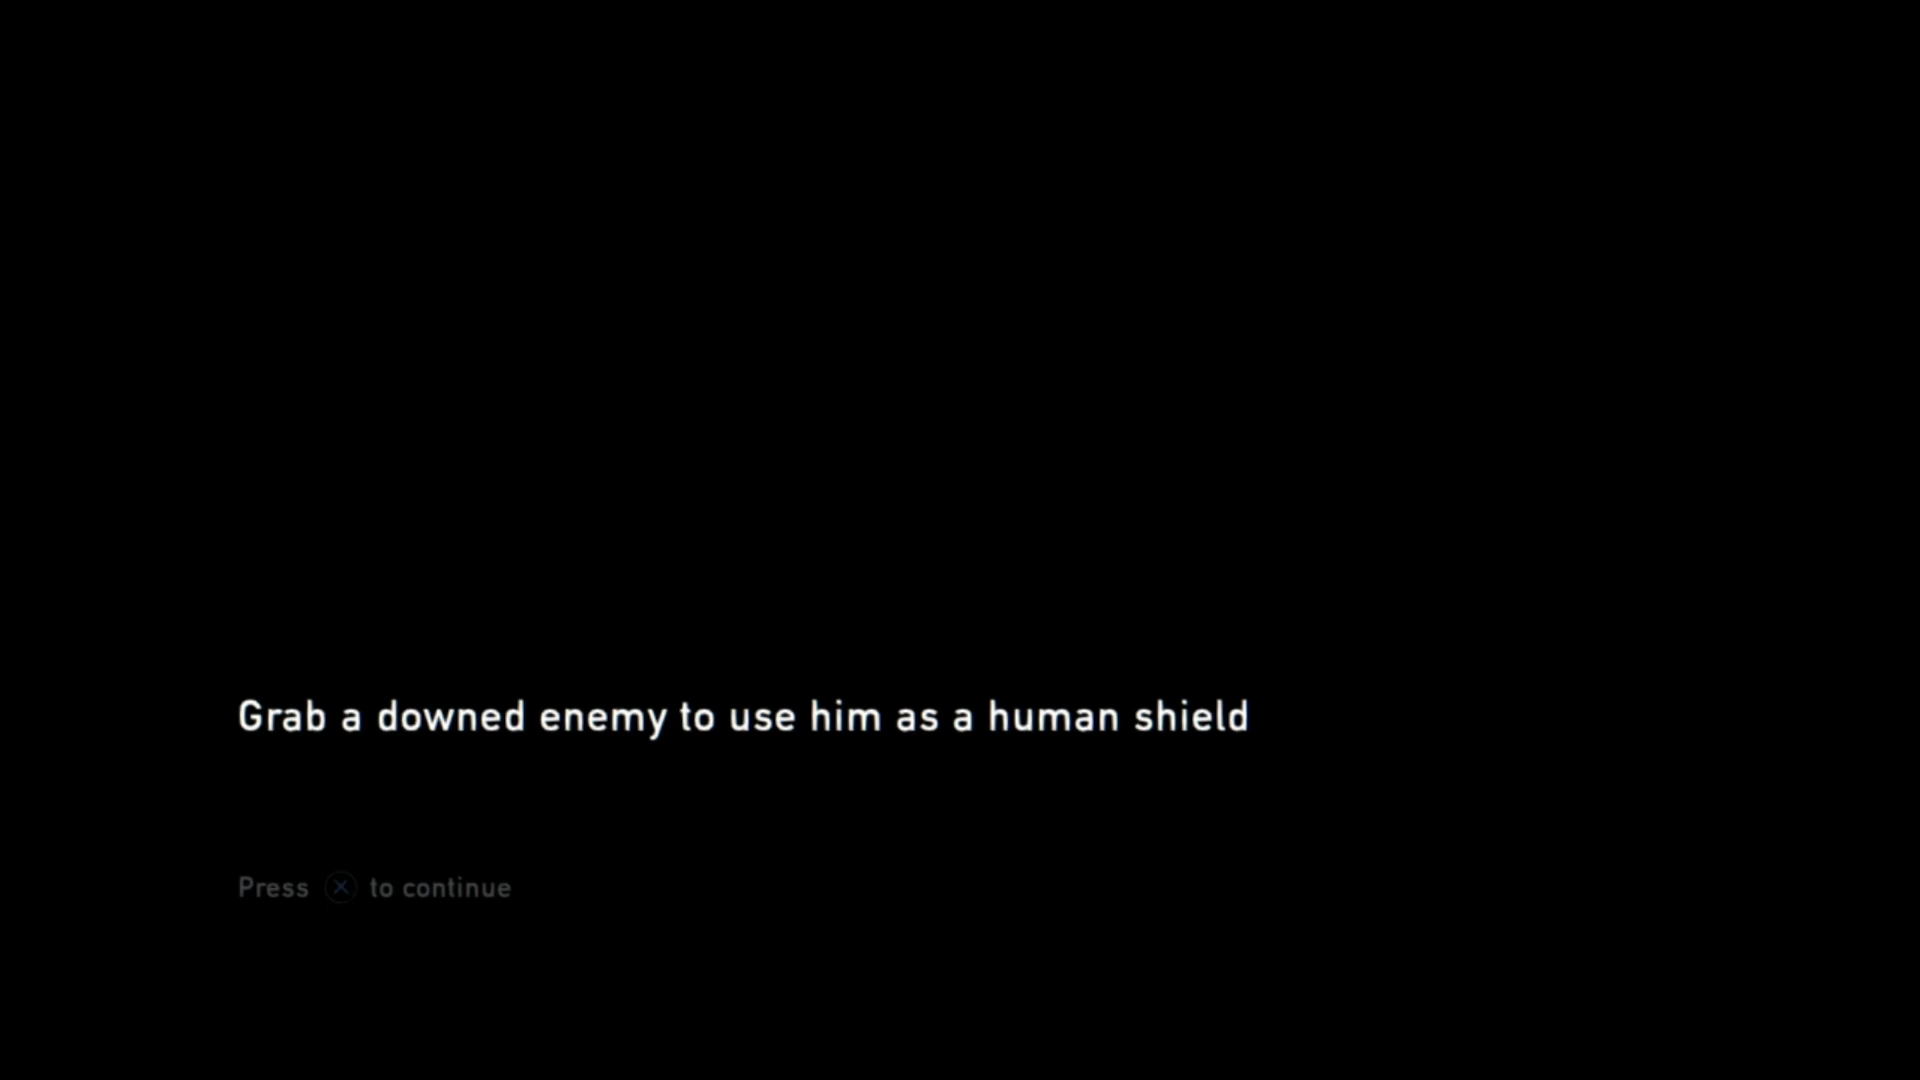 Grab a downed enemy to use him as a human shield
Press ⓧ to continue